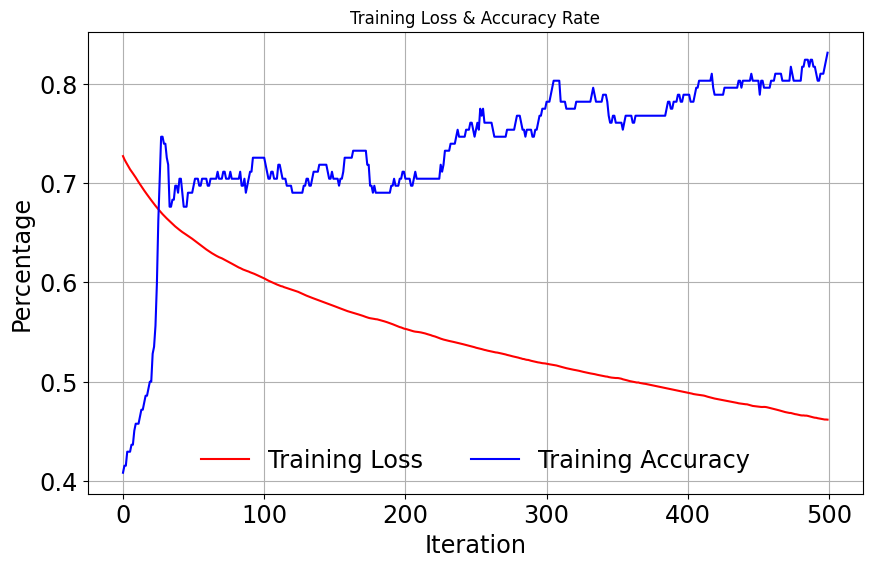 Training Loss & Accuracy Rate
0.8
0.7
0.6
0.5
0.4
Percentage
Training Loss
Training Accuracy
0 100 200 300 400 500
Iteration